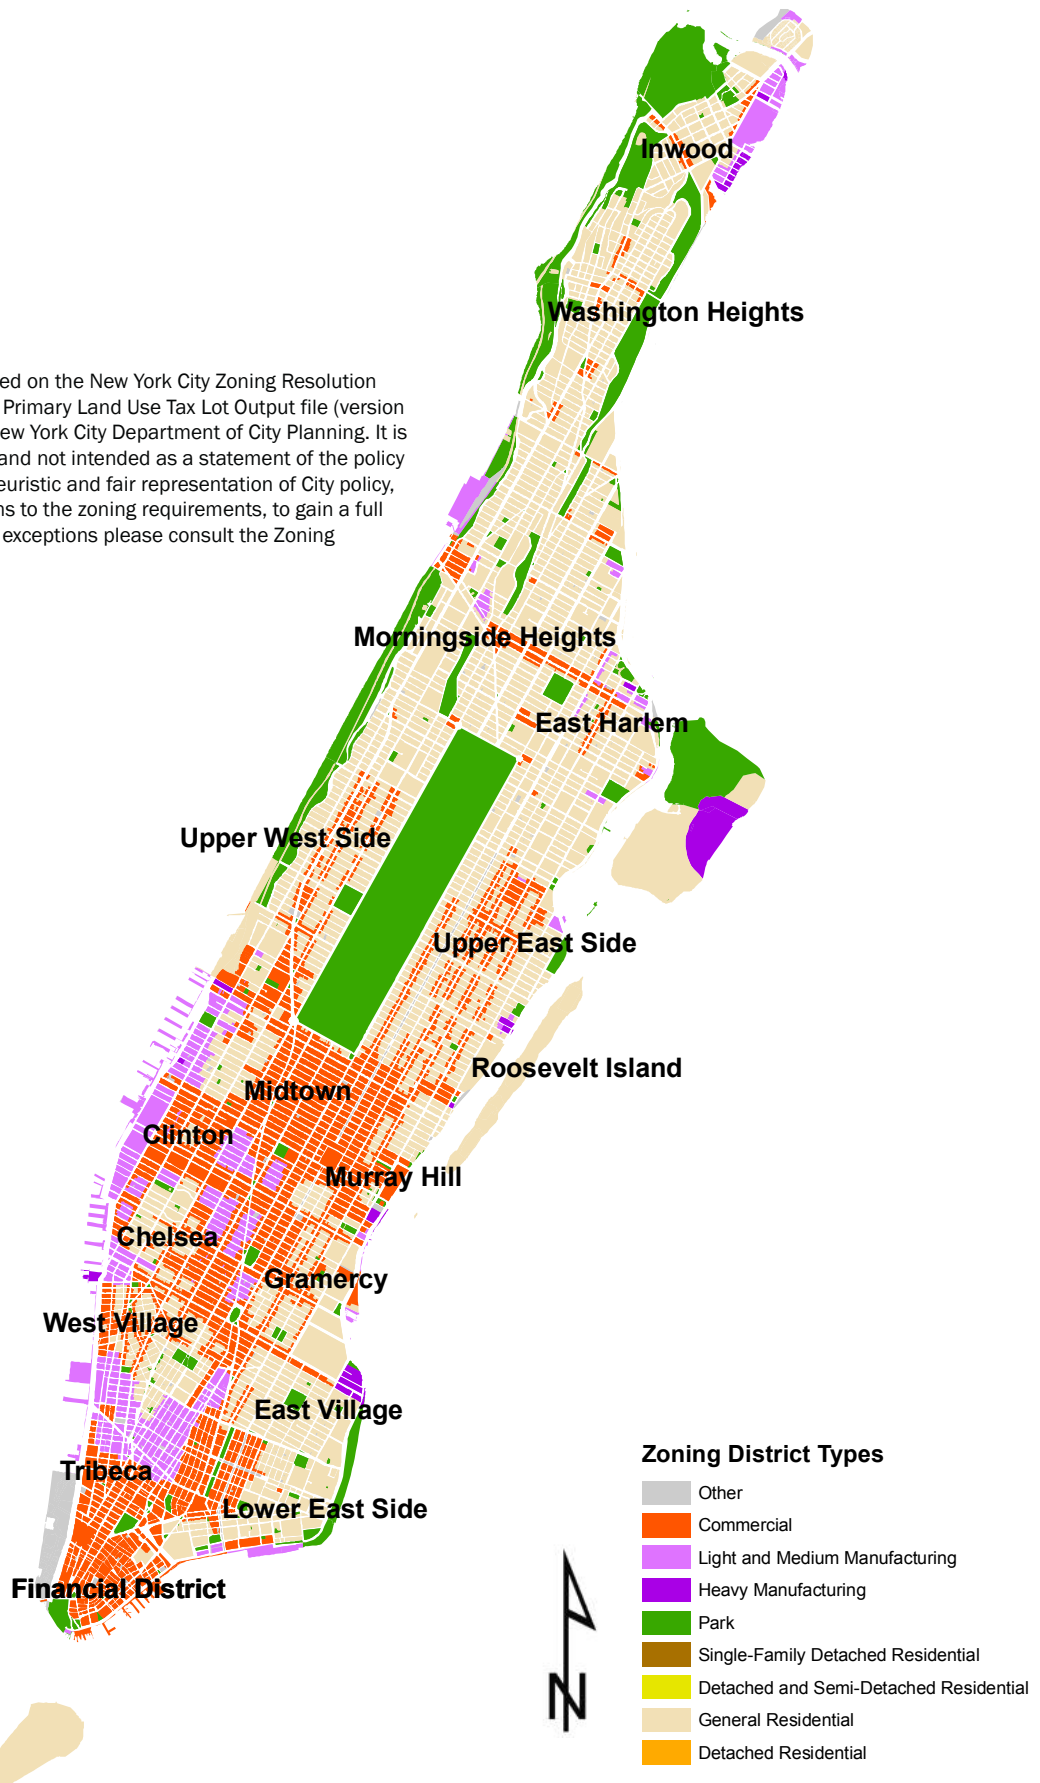 Inwood
Washington Heights
ed on the New York City Zoning Resolution
Primary Land Use Tax Lot Output file (version
ew York City Department of City Planning. It is
and not intended as a statement of the policy
euristic and fair representation of City policy,
ns to the zoning requirements, to gain a full
exceptions please consult the Zoning
Morningside Heights
East Harlem
Upper West Side
Upper East Side
Roosevelt Island
Midtown
Clinton
Murray Hill
Chelsea
Gramercy
West Village
East Village
Tribeca
Lower East Side
Financial District
Zoning District Types
Other
Commercial
Light and Medium Manufacturing
Heavy Manufacturing
Park
Single-Family Detached Residential
Detached and Semi-Detached Residential
General Residential
Detached Residential
N